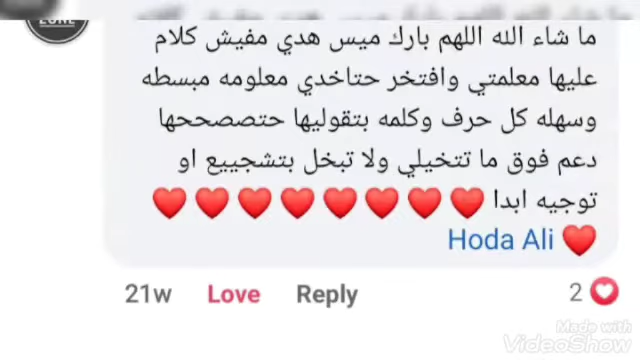 ما شاء الله اللهم بارك ميس هدي مفيش كلام
عليها معلمتي وافتخر حتاخدي معلومه مبسطه
وسهله كل حرف وكلمه بتقوليها حتصصححها
دعم فوق ما تتخيلي ولا تبخل بتشجييع او
توجيه ابدا ❤️ ❤️ ❤️ ❤️ ❤️ ❤️ ❤️ ❤️
❤️ Hoda Ali
21w Love Reply 2
Made with
VideoShow